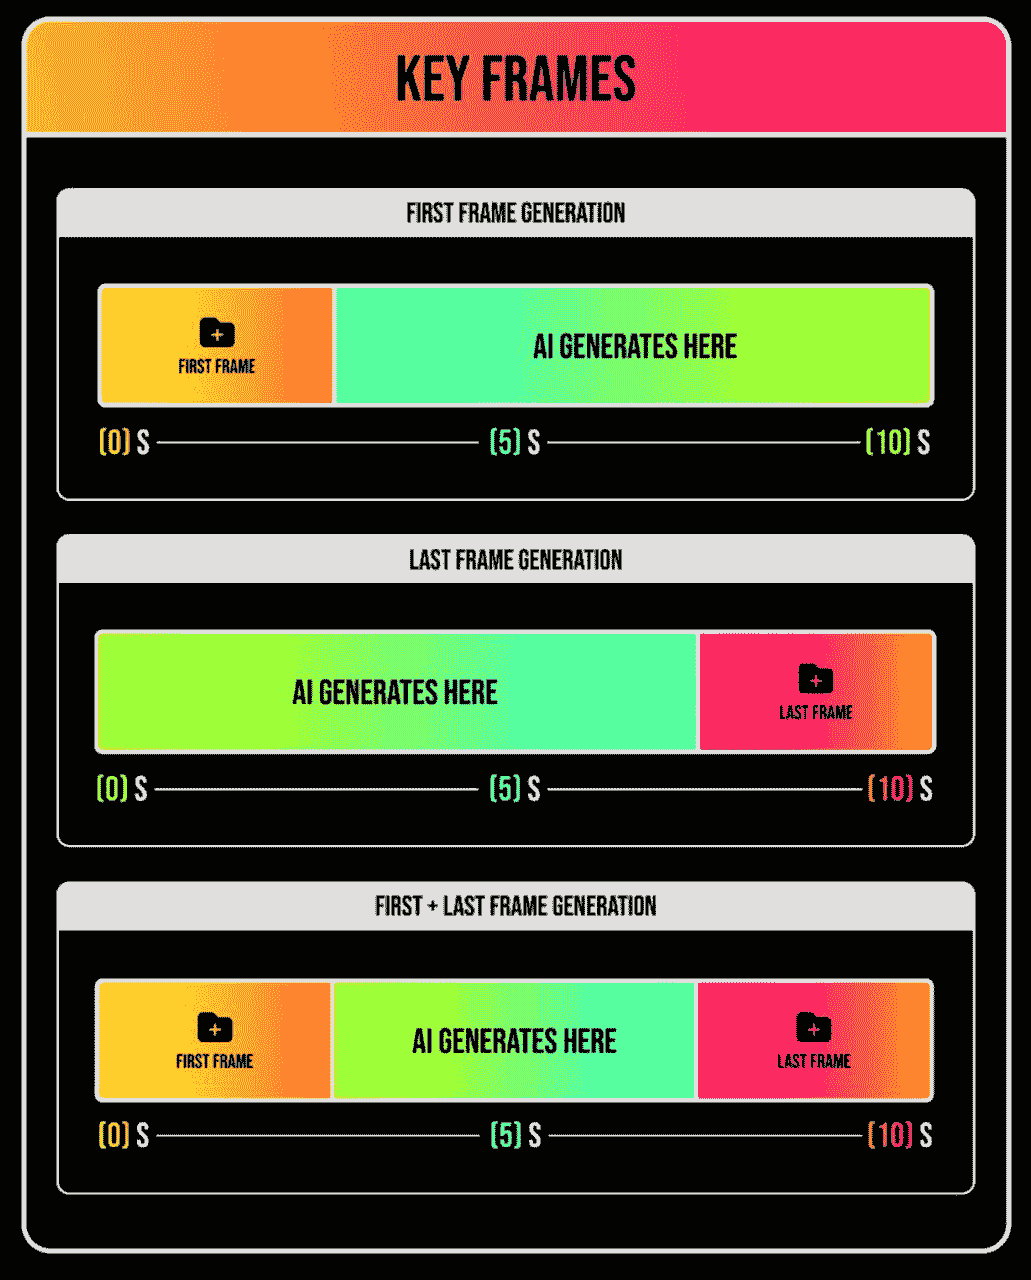 KEY FRAMES
FIRST FRAME GENERATION
FIRST FRAME
AI GENERATES HERE
(0) S
(5) S
(10) S
LAST FRAME GENERATION
AI GENERATES HERE
LAST FRAME
(0) S
(5) S
(10) S
FIRST + LAST FRAME GENERATION
FIRST FRAME
AI GENERATES HERE
LAST FRAME
(0) S
(5) S
(10) S